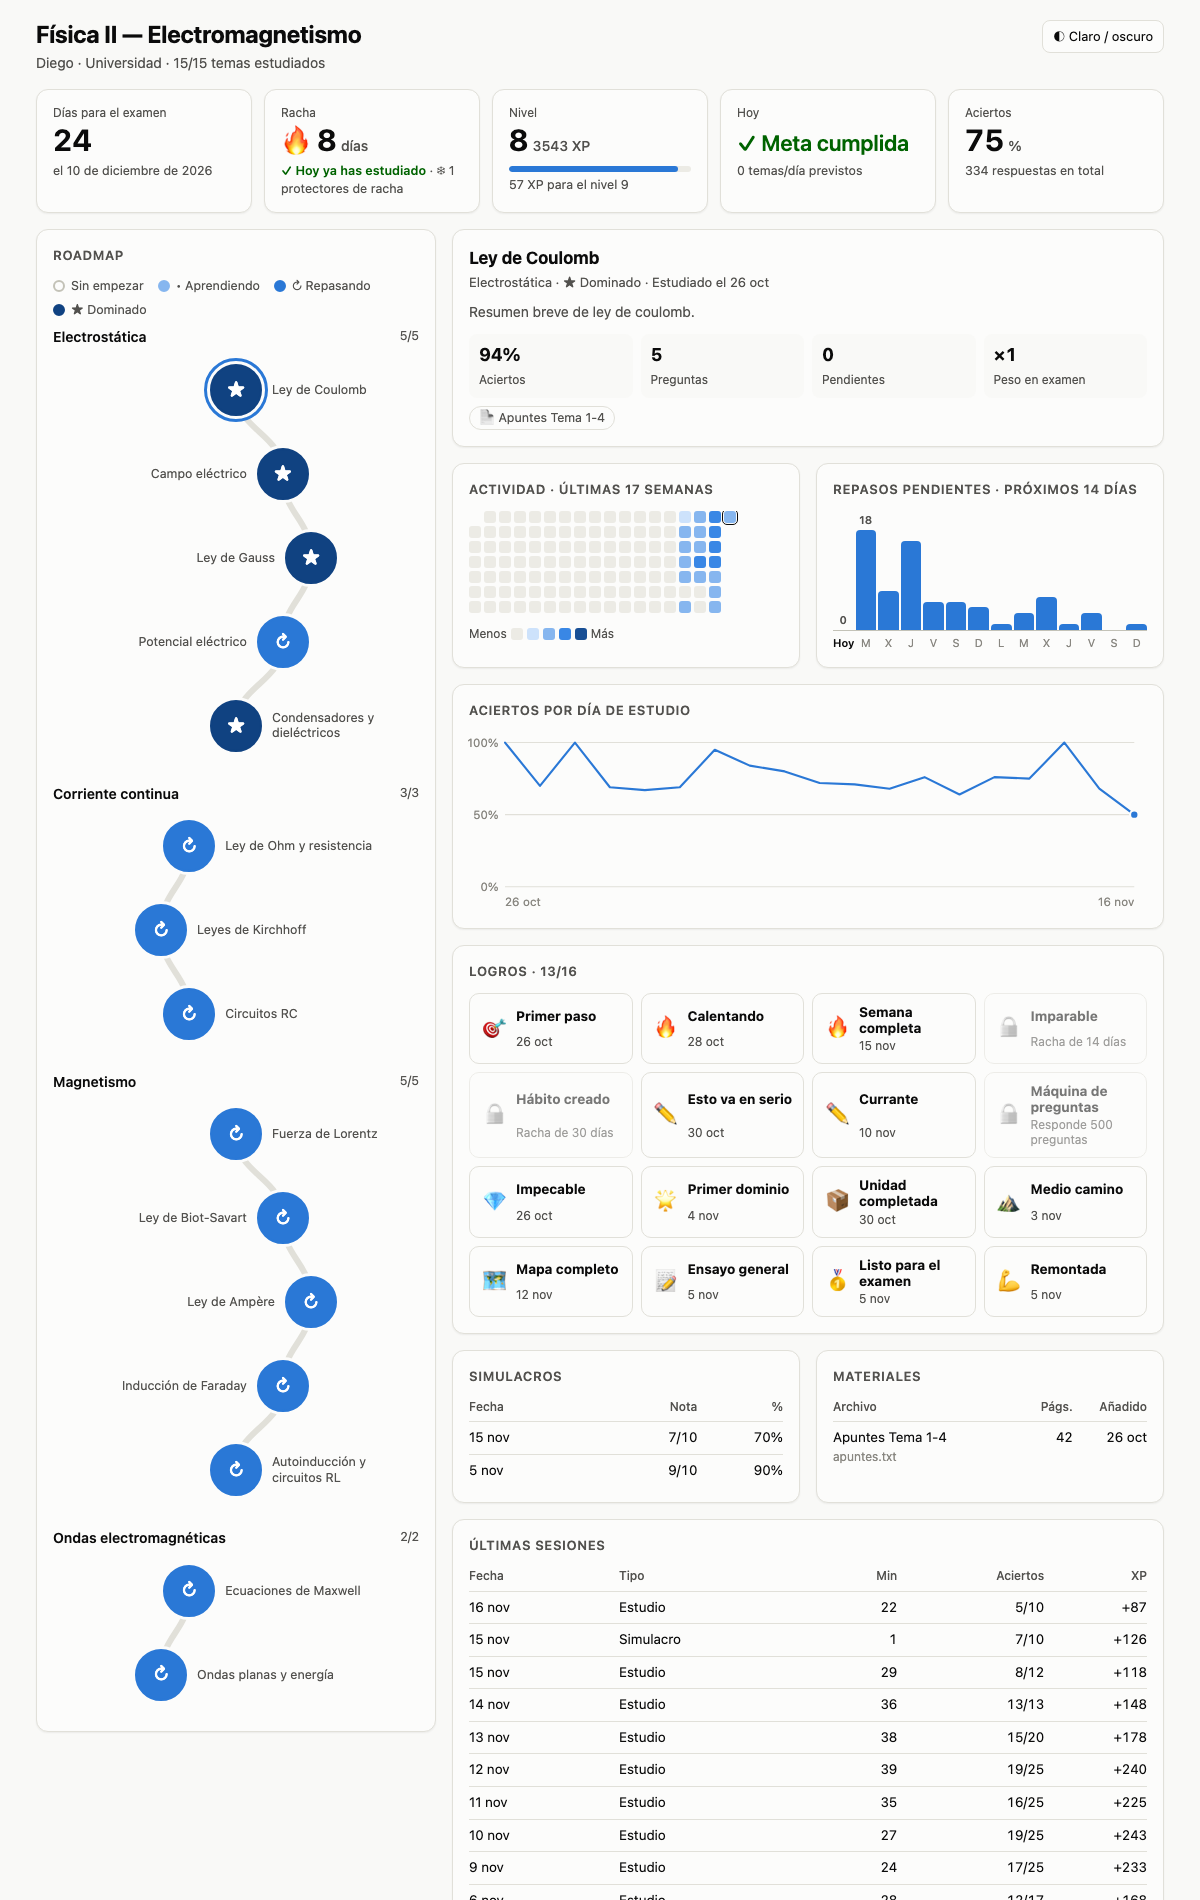 Física II — Electromagnetismo
Diego · Universidad · 15/15 temas estudiados
Claro / oscuro
Días para el examen
24
el 10 de diciembre de 2026
Racha
🔥 8 días
✓ Hoy ya has estudiado · ❄ 1
protectores de racha
Nivel
8 3543 XP
57 XP para el nivel 9
Hoy
✓ Meta cumplida
0 temas/día previstos
Aciertos
75 %
334 respuestas en total
ROADMAP
Sin empezar
• Aprendiendo
↻ Repasando
★ Dominado
Electrostática 5/5
Ley de Coulomb
Campo eléctrico
Ley de Gauss
Potencial eléctrico
Condensadores y
dieléctricos
Corriente continua 3/3
Ley de Ohm y resistencia
Leyes de Kirchhoff
Circuitos RC
Magnetismo 5/5
Fuerza de Lorentz
Ley de Biot-Savart
Ley de Ampère
Inducción de Faraday
Autoinducción y
circuitos RL
Ondas electromagnéticas 2/2
Ecuaciones de Maxwell
Ondas planas y energía
Ley de Coulomb
Electrostática · ★ Dominado · Estudiado el 26 oct
Resumen breve de ley de coulomb.
94%
Aciertos
5
Preguntas
0
Pendientes
×1
Peso en examen
Apuntes Tema 1-4
ACTIVIDAD · ÚLTIMAS 17 SEMANAS
Menos Más
REPASOS PENDIENTES · PRÓXIMOS 14 DÍAS
18
0
Hoy M X J V S D L M X J V S D
ACIERTOS POR DÍA DE ESTUDIO
100%
50%
0%
26 oct 16 nov
LOGROS · 13/16
Primer paso
26 oct
Calentando
28 oct
Semana
completa
15 nov
Imparable
Racha de 14 días
Hábito creado
Racha de 30 días
Esto va en serio
30 oct
Currante
10 nov
Máquina de
preguntas
Responde 500
preguntas
Impecable
26 oct
Primer dominio
4 nov
Unidad
completada
30 oct
Medio camino
3 nov
Mapa completo
12 nov
Ensayo general
5 nov
Listo para el
examen
5 nov
Remontada
5 nov
SIMULACROS
Fecha Nota %
15 nov 7/10 70%
5 nov 9/10 90%
MATERIALES
Archivo Págs. Añadido
Apuntes Tema 1-4 42 26 oct
apuntes.txt
ÚLTIMAS SESIONES
Fecha Tipo Min Aciertos XP
16 nov Estudio 22 5/10 +87
15 nov Simulacro 1 7/10 +126
15 nov Estudio 29 8/12 +118
14 nov Estudio 36 13/13 +148
13 nov Estudio 38 15/20 +178
12 nov Estudio 39 19/25 +240
11 nov Estudio 35 16/25 +225
10 nov Estudio 27 19/25 +243
9 nov Estudio 24 17/25 +233